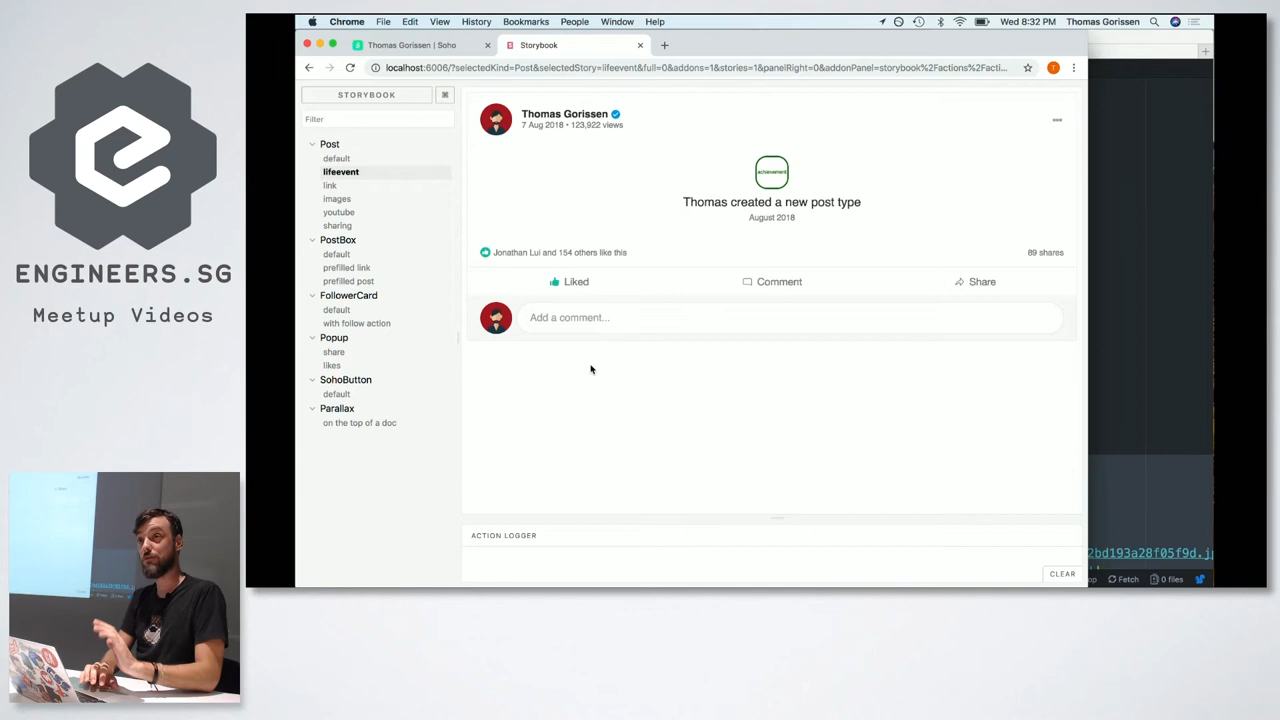 Chrome File Edit View History Bookmarks People Window Help
Wed 8:32 PM Thomas Gorissen
Thomas Gorissen | Soho
Storybook
localhost:6006/?selectedKind=Post&selectedStory=lifeevent&full=0&addons=1&stories=1&panelRight=0&addonPanel=storybook%2Factions%2Facti...
T
STORYBOOK
Filter
Post
default
lifeevent
link
images
youtube
sharing
PostBox
default
prefilled link
prefilled post
FollowerCard
default
with follow action
Popup
share
likes
SohoButton
default
Parallax
on the top of a doc
Thomas Gorissen
7 Aug 2018 • 123,922 views
achievement
Thomas created a new post type
August 2018
Jonathan Lui and 154 others like this
89 shares
Liked
Comment
Share
Add a comment...
ACTION LOGGER
CLEAR
2bd193a28f05f9d.jp
op Fetch 0 files
ENGINEERS.SG
Meetup Videos